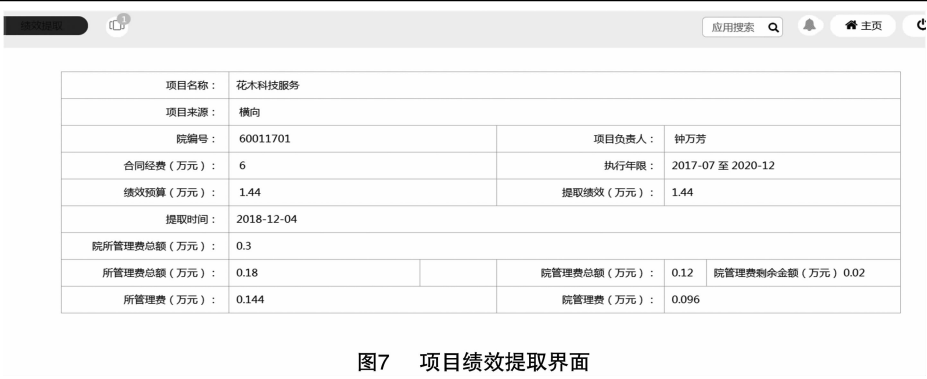 绩效提取 1 应用搜索 主页
项目名称： 花木科技服务
项目来源： 横向
院编号： 60011701 项目负责人： 钟万芳
合同经费（万元）： 6 执行年限： 2017-07 至 2020-12
绩效预算（万元）： 1.44 提取绩效（万元）： 1.44
提取时间： 2018-12-04
院所管理费总额（万元）： 0.3
所管理费总额（万元）： 0.18 院管理费总额（万元）： 0.12 院管理费剩余金额（万元）0.02
所管理费（万元）： 0.144 院管理费（万元）： 0.096
图7 项目绩效提取界面